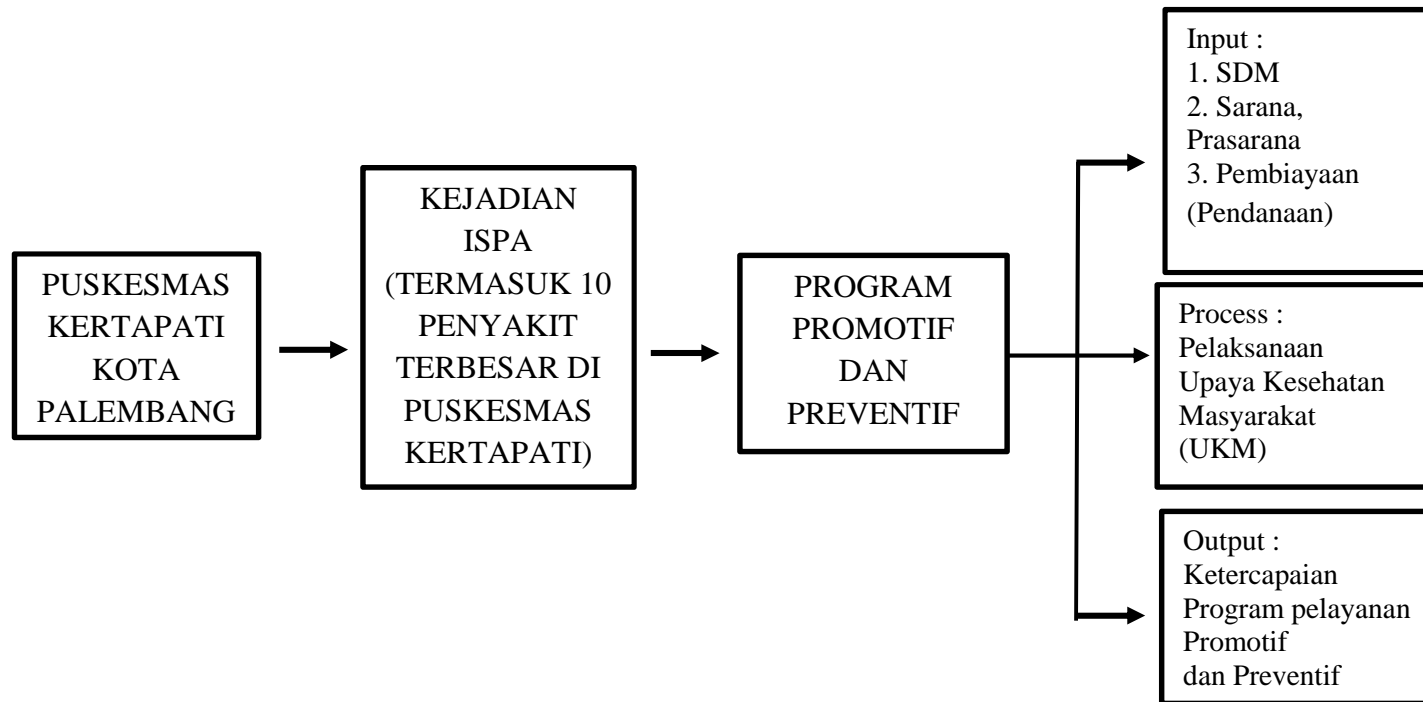 PUSKESMAS
KERTAPATI
KOTA
PALEMBANG
KEJADIAN
ISPA
(TERMASUK 10
PENYAKIT
TERBESAR DI
PUSKESMAS
KERTAPATI)
PROGRAM
PROMOTIF
DAN
PREVENTIF
Input :
1. SDM
2. Sarana,
Prasarana
3. Pembiayaan
(Pendanaan)
Process :
Pelaksanaan
Upaya Kesehatan
Masyarakat
(UKM)
Output :
Ketercapaian
Program pelayanan
Promotif
dan Preventif